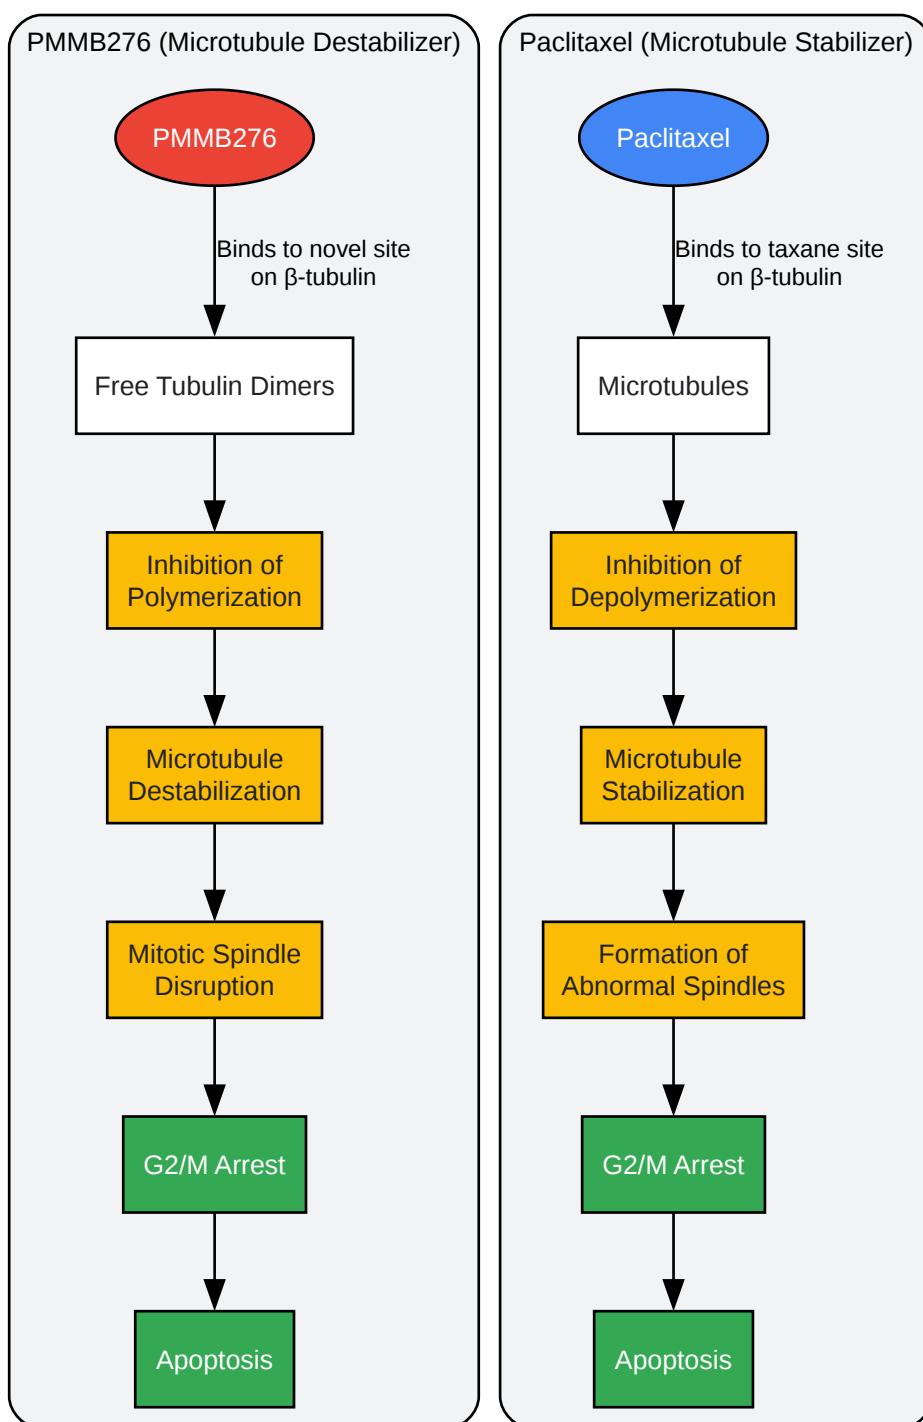 PMMB276 (Microtubule Destabilizer)
PMMB276
Binds to novel site
on β-tubulin
Free Tubulin Dimers
Inhibition of
Polymerization
Microtubule
Destabilization
Mitotic Spindle
Disruption
G2/M Arrest
Apoptosis
Paclitaxel (Microtubule Stabilizer)
Paclitaxel
Binds to taxane site
on β-tubulin
Microtubules
Inhibition of
Depolymerization
Microtubule
Stabilization
Formation of
Abnormal Spindles
G2/M Arrest
Apoptosis